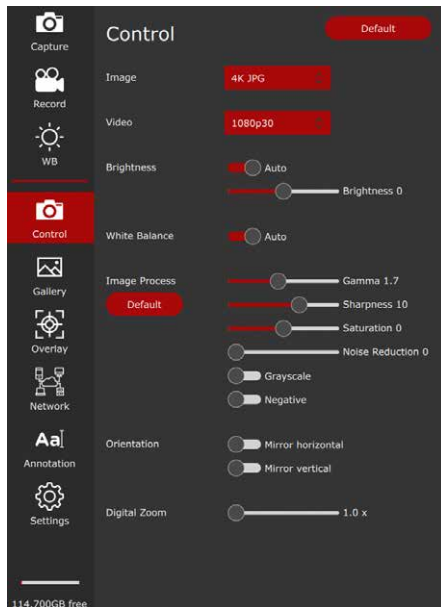 Capture
Record
WB
Control
Gallery
Overlay
Network
Aa
Annotation
Settings
114.700GB free
Control
Default
Image
4K JPG
Video
1080p30
Brightness
Auto
Brightness 0
White Balance
Auto
Image Process
Default
Gamma 1.7
Sharpness 10
Saturation 0
Noise Reduction 0
Grayscale
Negative
Orientation
Mirror horizontal
Mirror vertical
Digital Zoom
1.0 x